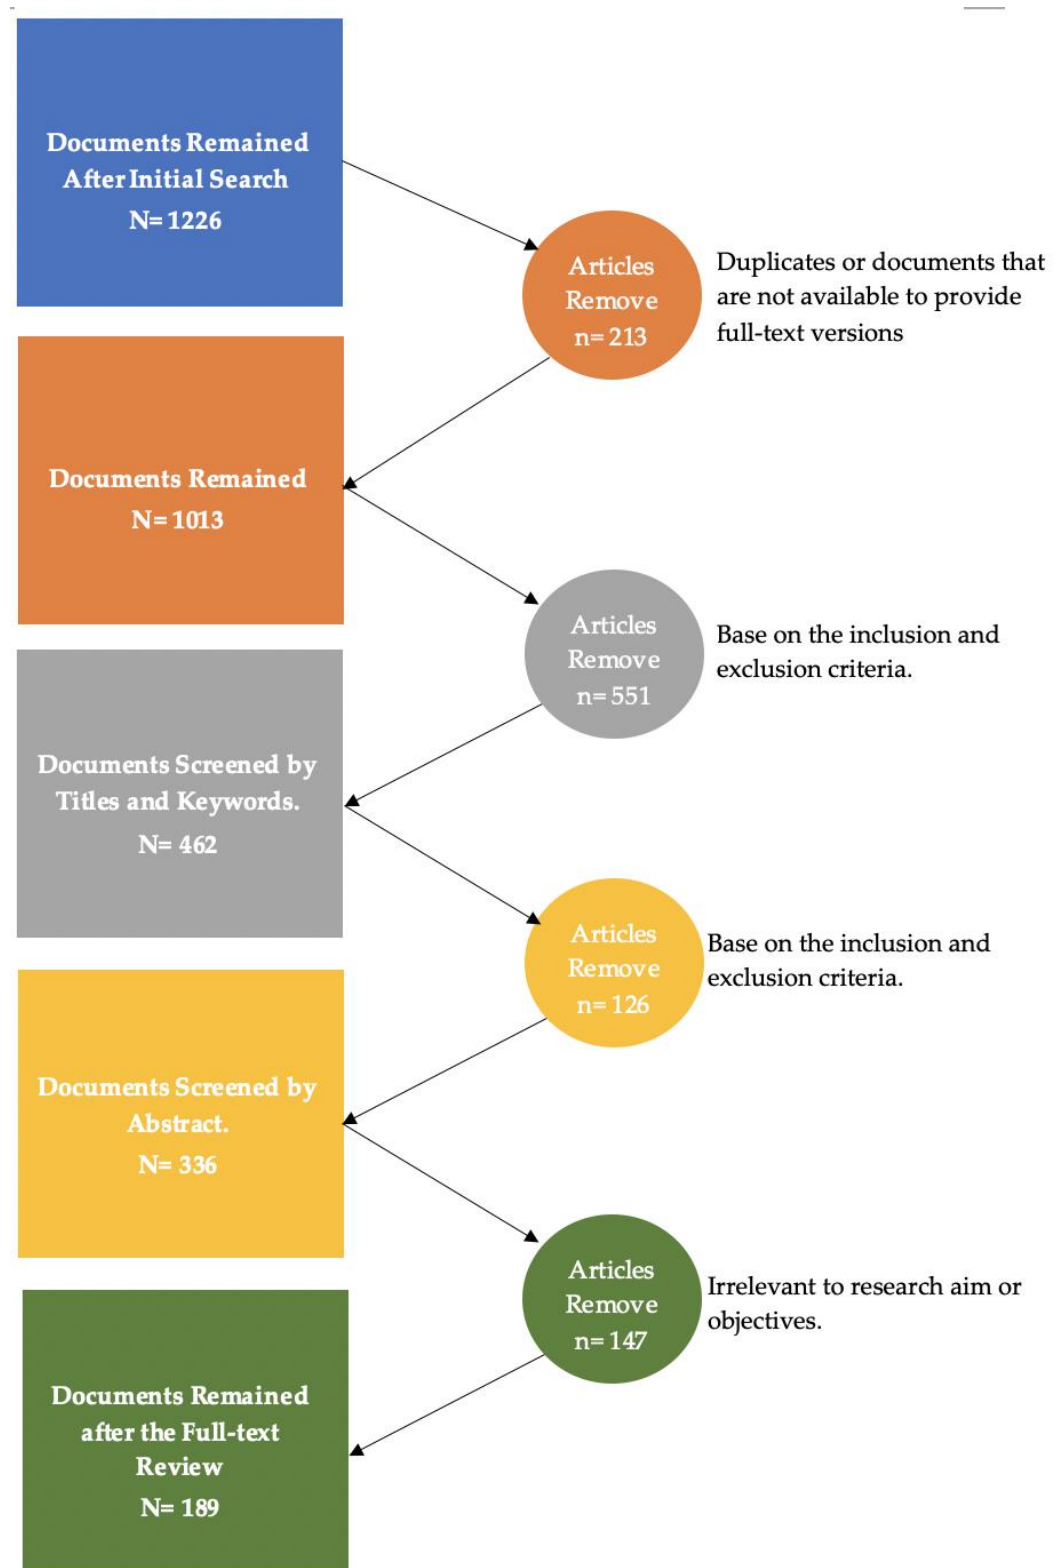 Documents Remained
After Initial Search
N= 1226
Articles
Remove
n= 213
Duplicates or documents that
are not available to provide
full-text versions
Documents Remained
N= 1013
Articles
Remove
n= 551
Base on the inclusion and
exclusion criteria.
Documents Screened by
Titles and Keywords.
N= 462
Articles
Remove
n= 126
Base on the inclusion and
exclusion criteria.
Documents Screened by
Abstract.
N= 336
Articles
Remove
n= 147
Irrelevant to research aim or
objectives.
Documents Remained
after the Full-text
Review
N= 189